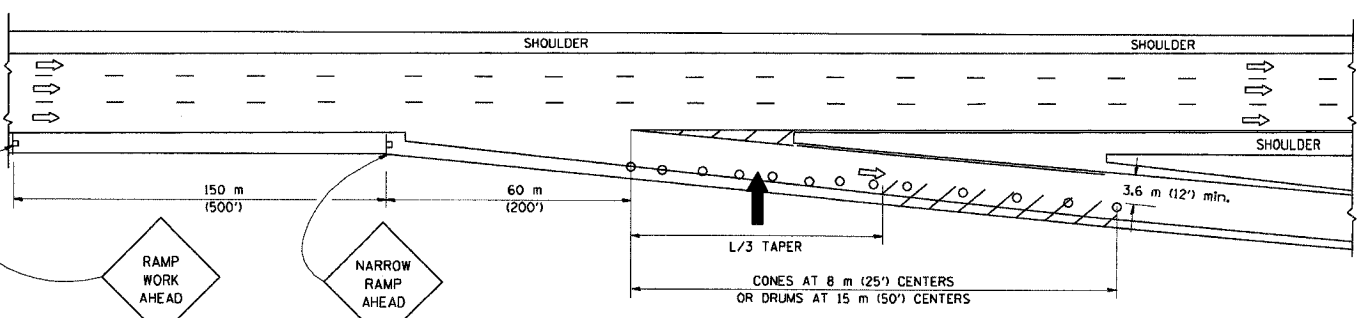 SHOULDER
SHOULDER
SHOULDER
150 m
(500')
60 m
(200')
3.6 m (12') min.
L/3 TAPER
RAMP
WORK
AHEAD
NARROW
RAMP
AHEAD
CONES AT 8 m (25') CENTERS
OR DRUMS AT 15 m (50') CENTERS